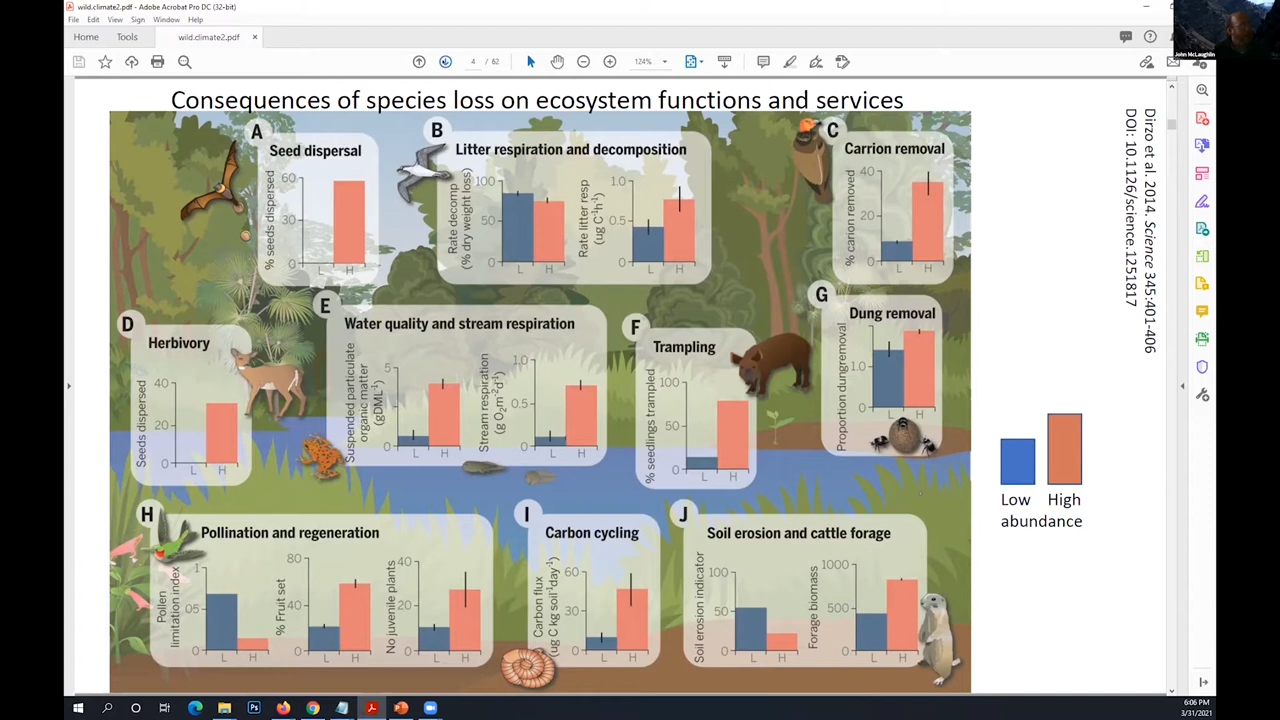 wild.climate2.pdf - Adobe Acrobat Pro DC (32-bit)
File Edit View Sign Window Help
Home Tools wild.climate2.pdf ×
62
124%
John McLaughlin
Consequences of species loss on ecosystem functions and services
A
Seed dispersal
% seeds dispersed
60
30
0
L H
B
Litter respiration and decomposition
Rate decomp
(% dry weight loss)
100
50
0
L H
Rate litter resp
(ug C-1h-1)
1.0
0.5
0
L H
C
Carrion removal
% carion removed
40
20
0
L H
D
Herbivory
Seeds dispersed
40
20
0
L H
E
Water quality and stream respiration
Suspended particulate
organic matter
(gDML-1)
5
0
L H
Stream respiration
(g O2m-2d-1)
1.0
0.5
0
L H
F
Trampling
% seedlings trampled
100
50
0
L H
G
Dung removal
Proportion dungremoval
1.0
0
L H
H
Pollination and regeneration
Pollen
limitation index
1
05
0
L H
% Fruit set
80
40
0
L H
No juvenile plants
40
20
0
L H
I
Carbon cycling
Carbon flux
(ug C kg soil-1day-1)
60
30
0
L H
J
Soil erosion and cattle forage
Soil erosion indicator
100
50
0
L H
Forage biomass
1000
500
0
L H
Dirzo et al. 2014. Science 345:401-406
DOI: 10.1126/science.1251817
Low High
abundance
6:06 PM
3/31/2021